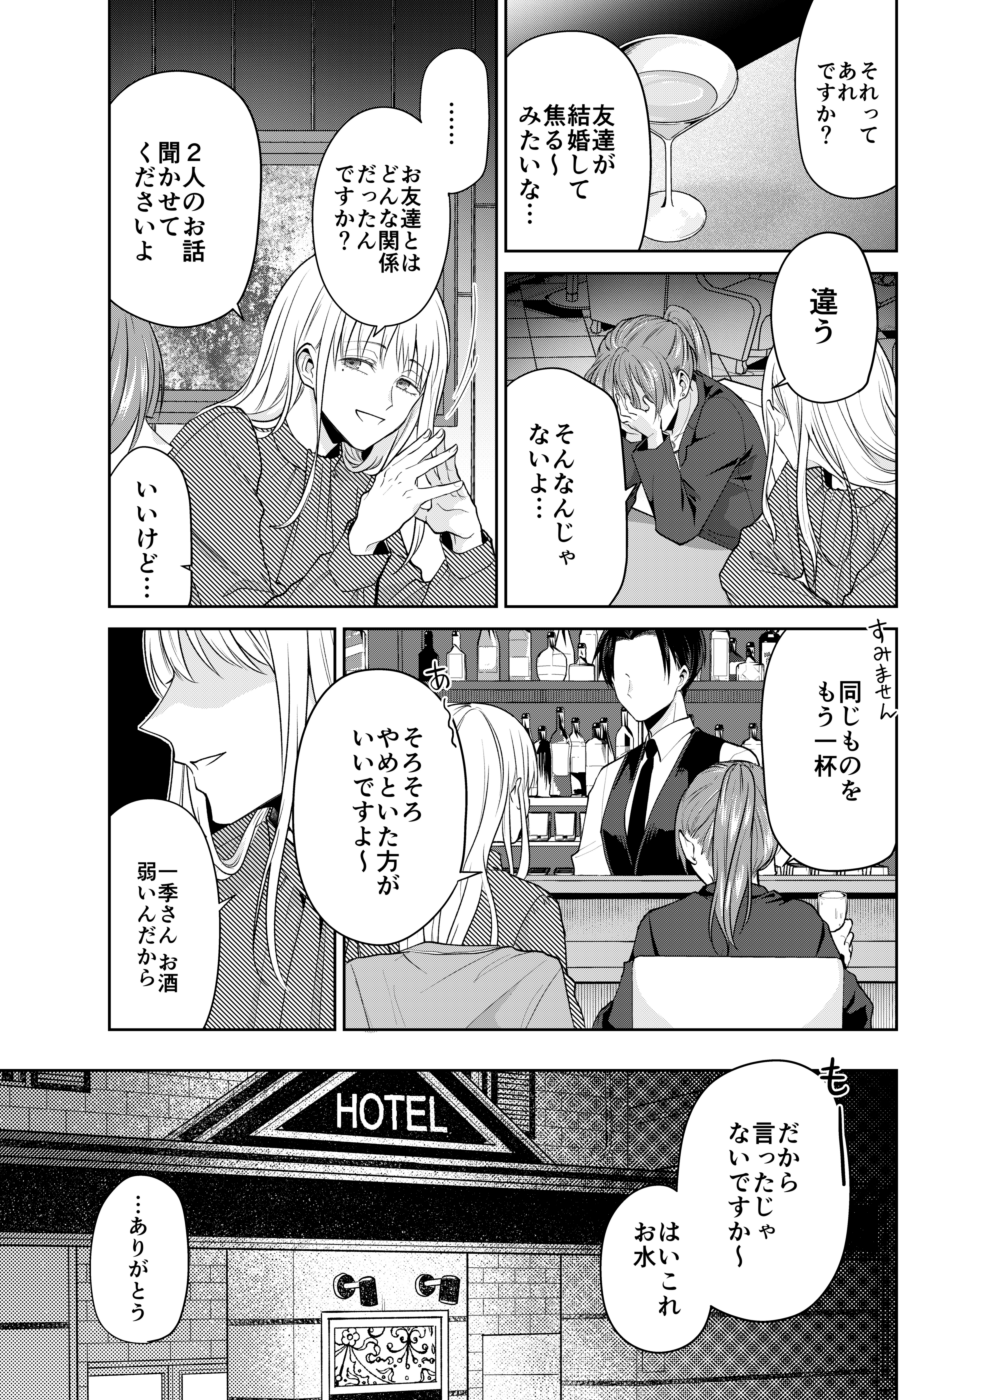 それって
あれ
ですか?
友達が
結婚して
焦る〜
みたいな…
違う
そんなんじゃ
ないよ…
……
お友達とは
どんな関係
だったん
ですか?
2人のお話
聞かせて
くださいよ
いいけど…
すみません
同じものを
もう一杯
あ〜
そろそろ
やめといた方が
いいですよ〜
一季さん お酒
弱いんだから
もー
だから
言ったじゃ
ないですか〜
はいこれ
お水
HOTEL
…ありがとう